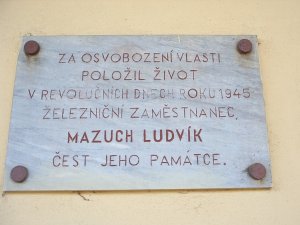 ZA OSVOBOZENÍ VLASTI
POLOŽIL ŽIVOT
V REVOLUČNÍCH DNECH ROKU 1945
ŽELEZNIČNÍ ZAMĚSTNANEC,
MAZUCH LUDVÍK
ČEST JEHO PAMÁTCE.